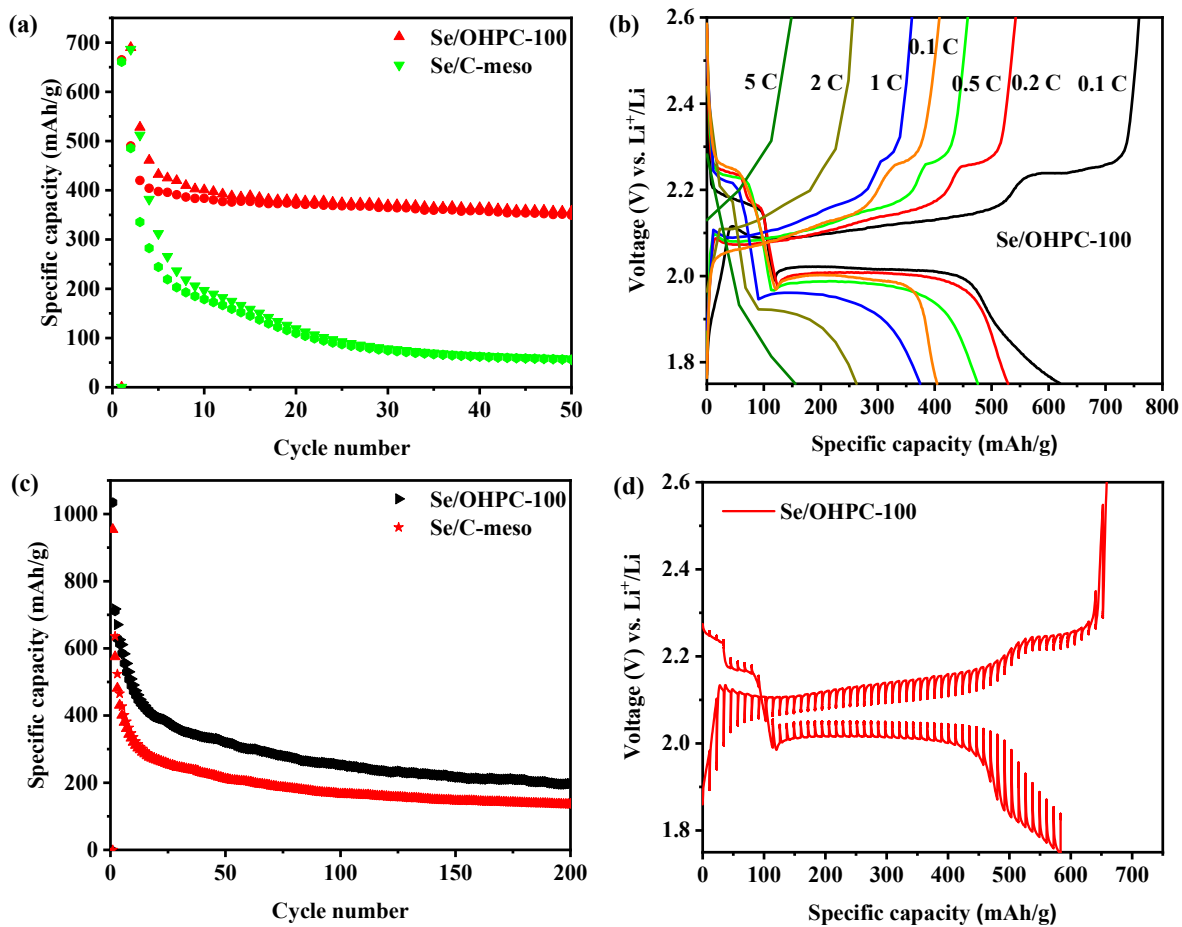 (a)
Se/OHPC-100
Se/C-meso
700
600
500
400
300
200
100
0
0 10 20 30 40 50
Specific capacity (mAh/g)
Cycle number
(b)
2.6
2.4
2.2
2.0
1.8
5 C 2 C 1 C 0.1 C 0.5 C 0.2 C 0.1 C
Se/OHPC-100
0 100 200 300 400 500 600 700 800
Voltage (V) vs. Li⁺/Li
Specific capacity (mAh/g)
(c)
Se/OHPC-100
Se/C-meso
1000
800
600
400
200
0
0 50 100 150 200
Specific capacity (mAh/g)
Cycle number
(d)
Se/OHPC-100
2.6
2.4
2.2
2.0
1.8
0 100 200 300 400 500 600 700
Voltage (V) vs. Li⁺/Li
Specific capacity (mAh/g)